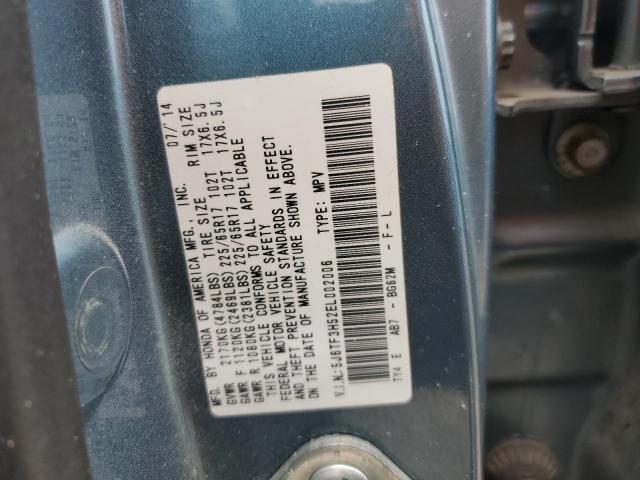 MFD. BY HONDA OF AMERICA MFG., INC. 07/'14
GVWR 2170KG(4784LBS) TIRE SIZE RIM SIZE
GAWR F 1120KG(2469LBS) 225/65R17 102T 17X6.5J
GAWR R 1080KG(2381LBS) 225/65R17 102T 17X6.5J
THIS VEHICLE CONFORMS TO ALL APPLICABLE
FEDERAL MOTOR VEHICLE SAFETY
AND THEFT PREVENTION STANDARDS IN EFFECT
ON THE DATE OF MANUFACTURE SHOWN ABOVE.
V.I.N.: 5J6TF3H52EL002006 TYPE: MPV
TY4 E AB7 - BG62M - F - L